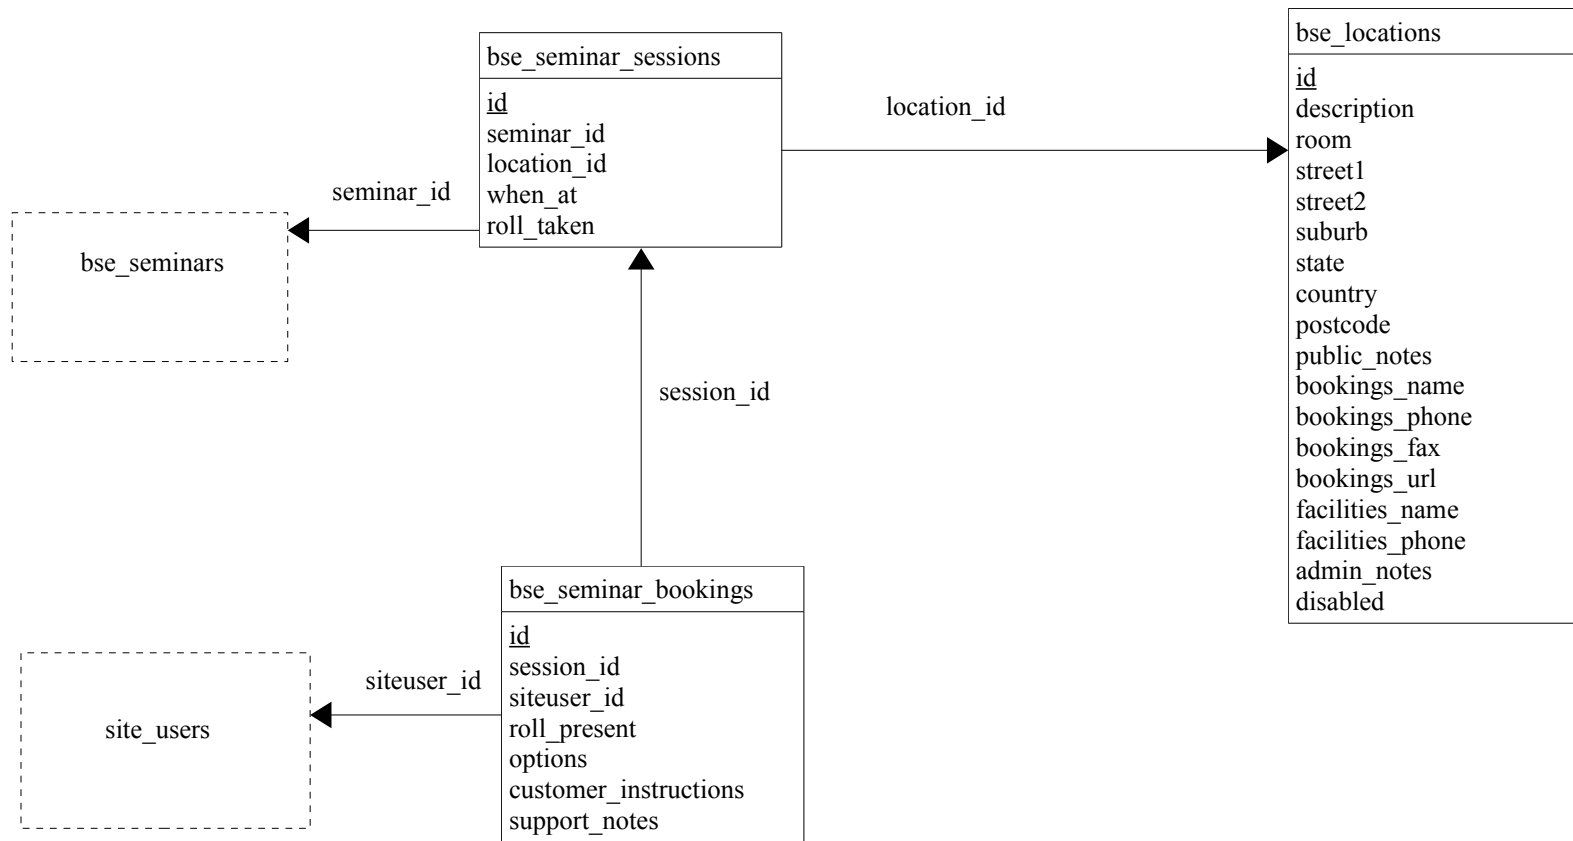 bse_seminar_sessions
id
seminar_id
location_id
when_at
roll_taken
location_id
bse_locations
id
description
room
street1
street2
suburb
state
country
postcode
public_notes
bookings_name
bookings_phone
bookings_fax
bookings_url
facilities_name
facilities_phone
admin_notes
disabled
seminar_id
bse_seminars
session_id
bse_seminar_bookings
id
session_id
siteuser_id
roll_present
options
customer_instructions
support_notes
siteuser_id
site_users